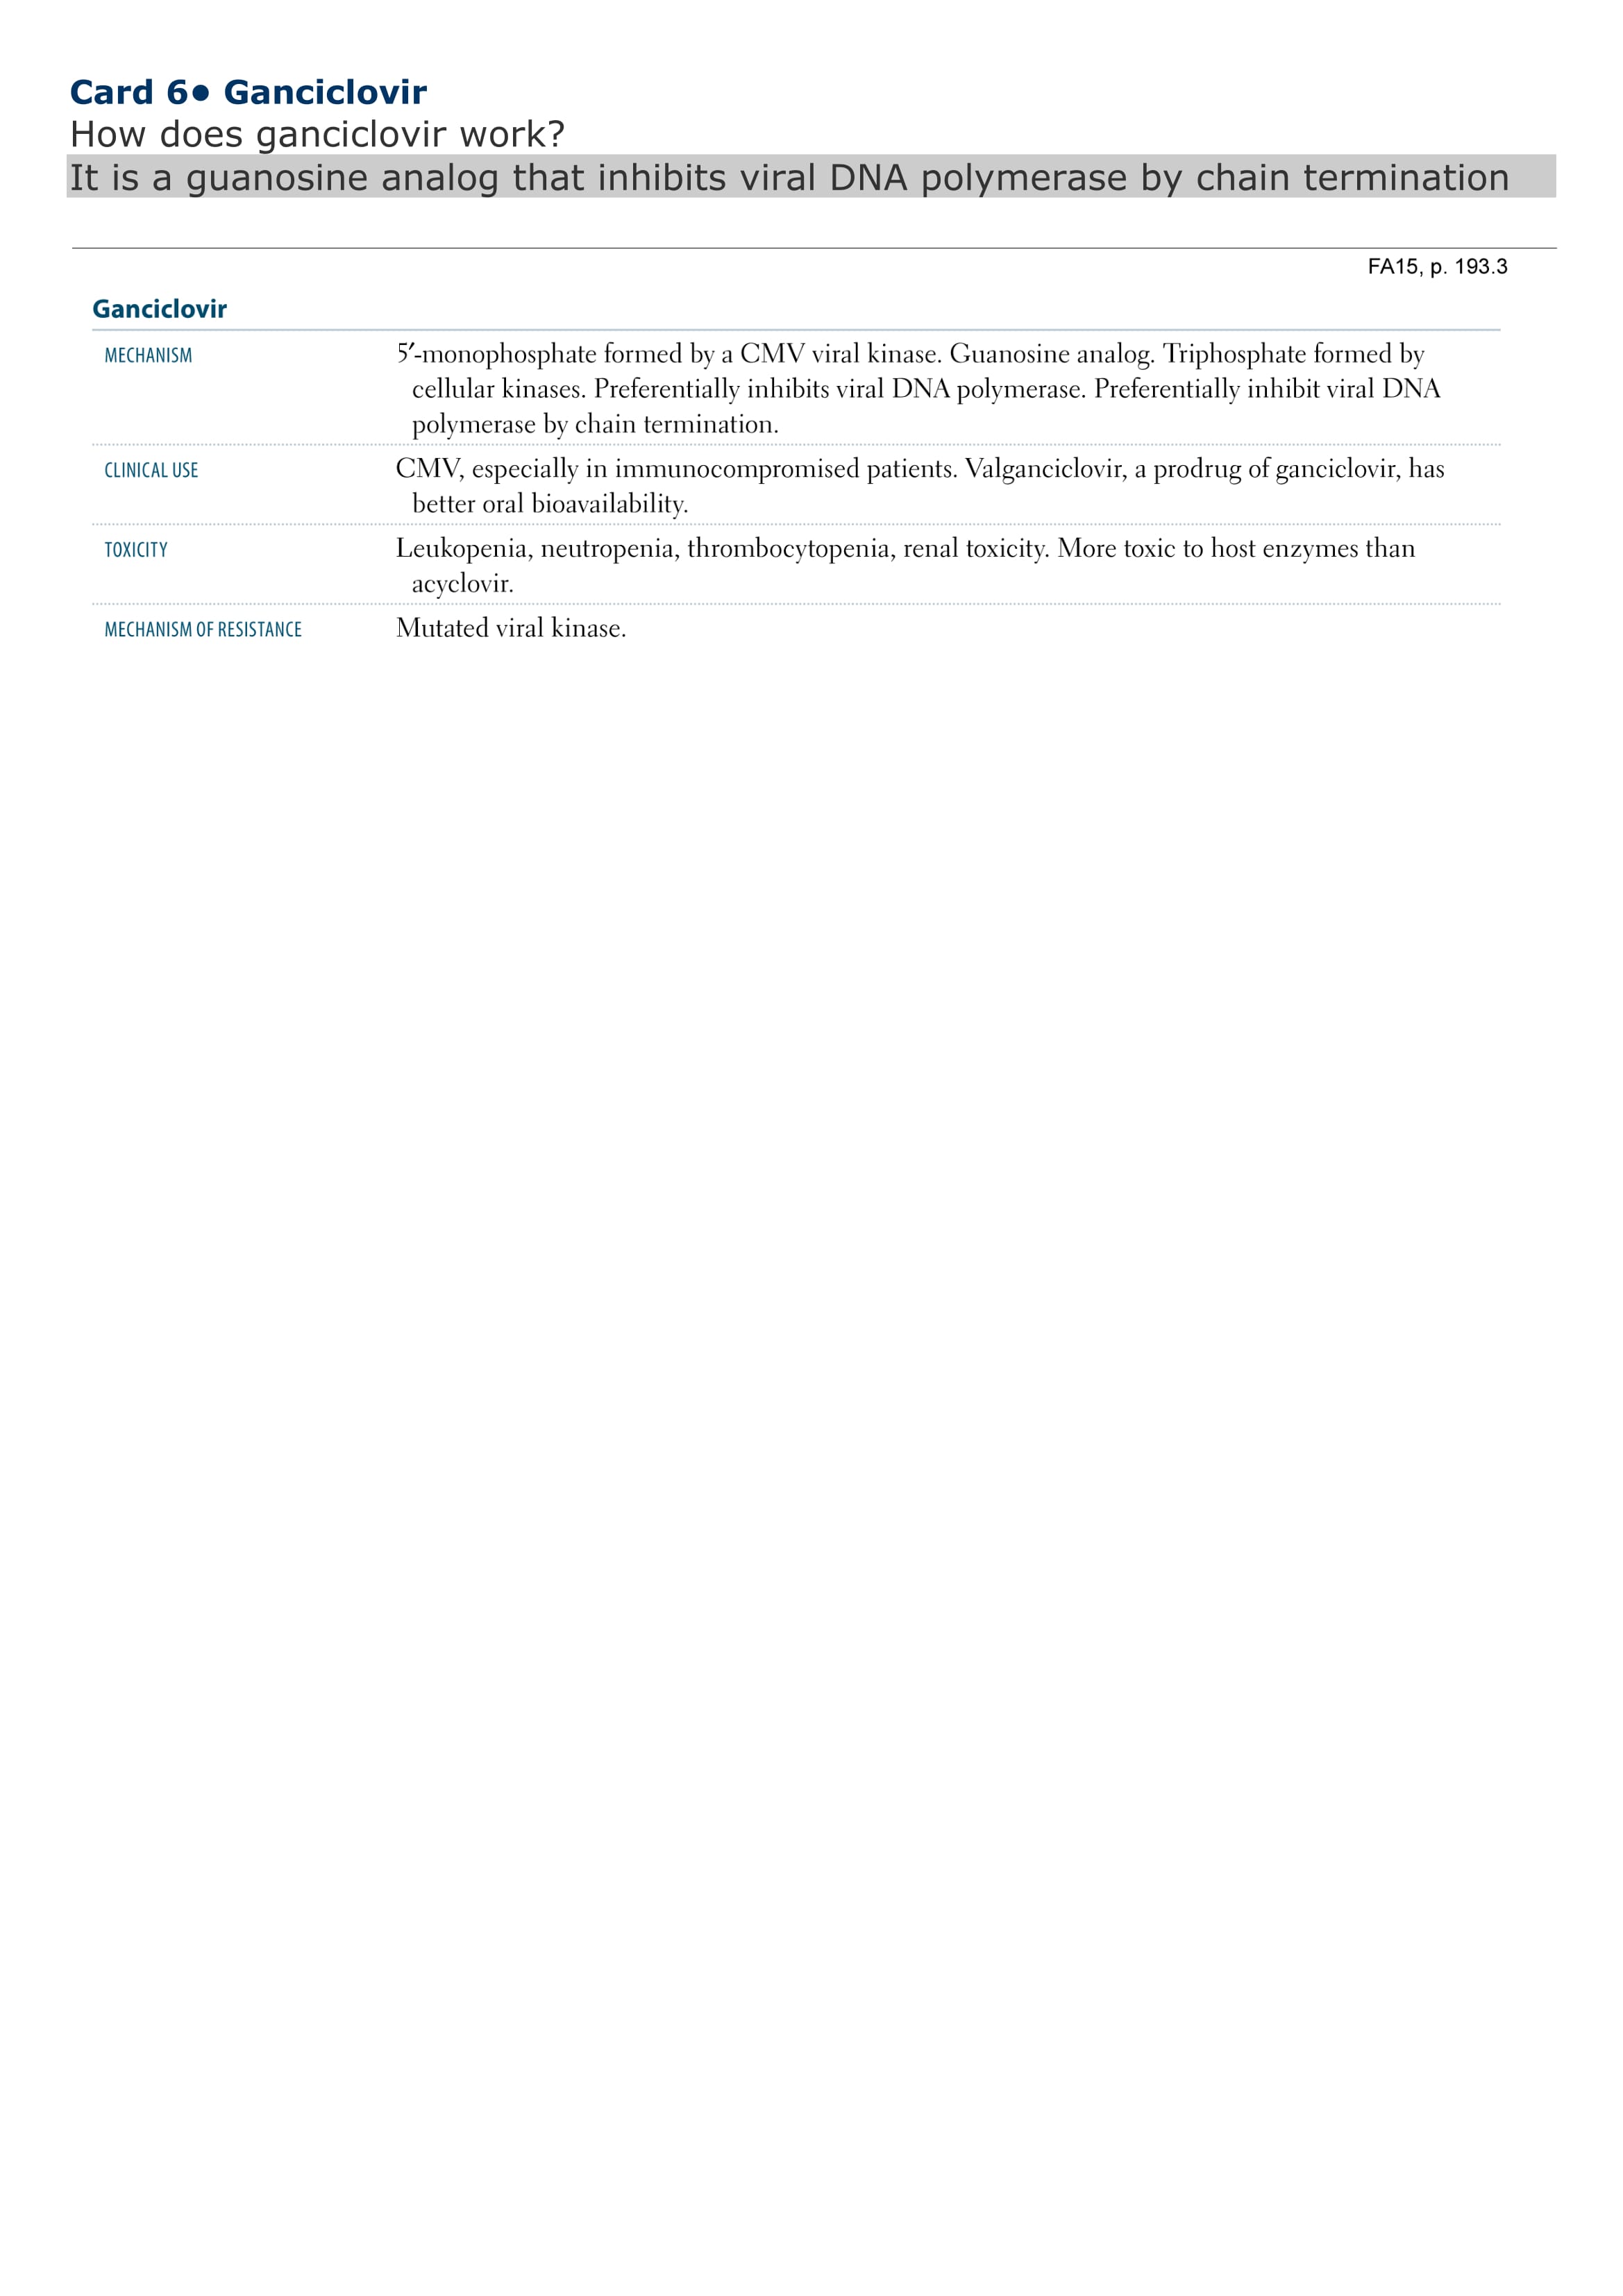 Card 6• Ganciclovir
How does ganciclovir work?
It is a guanosine analog that inhibits viral DNA polymerase by chain termination
FA15, p. 193.3
Ganciclovir
MECHANISM 5′-monophosphate formed by a CMV viral kinase. Guanosine analog. Triphosphate formed by
cellular kinases. Preferentially inhibits viral DNA polymerase. Preferentially inhibit viral DNA
polymerase by chain termination.
CLINICAL USE CMV, especially in immunocompromised patients. Valganciclovir, a prodrug of ganciclovir, has
better oral bioavailability.
TOXICITY Leukopenia, neutropenia, thrombocytopenia, renal toxicity. More toxic to host enzymes than
acyclovir.
MECHANISM OF RESISTANCE Mutated viral kinase.